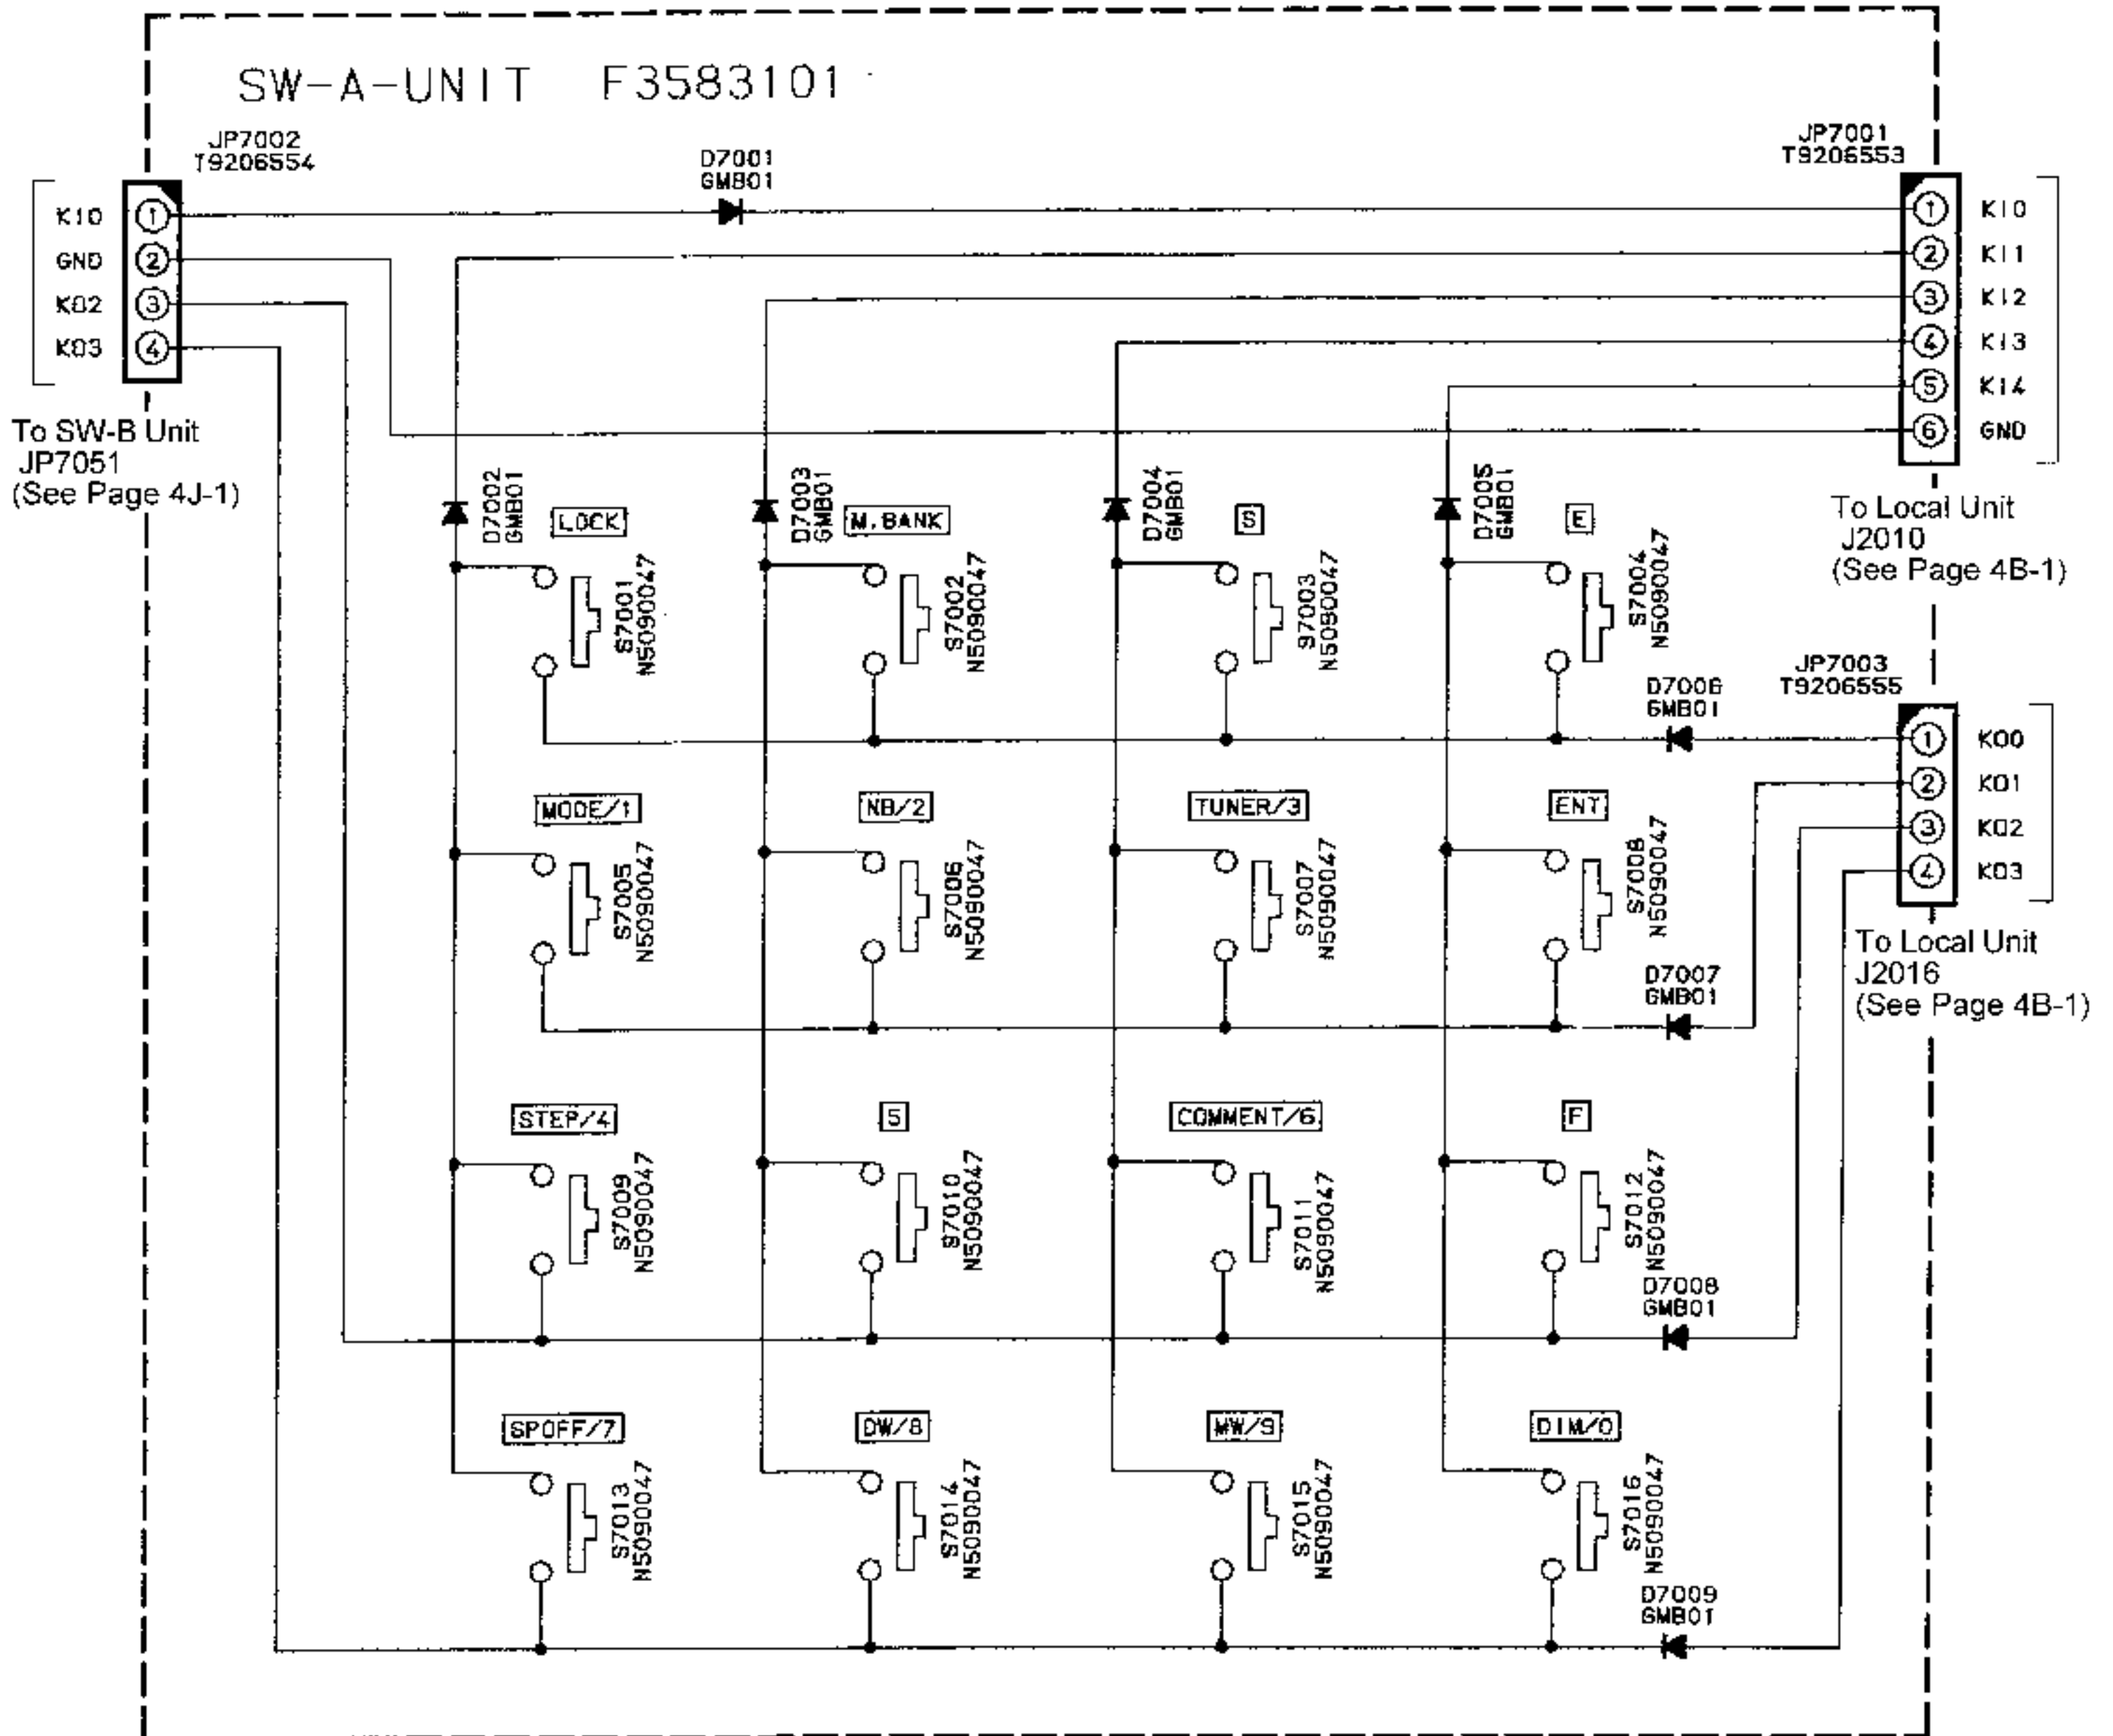 SW-A-UNIT F3583101
JP7002
T9206554
D7001
GMB01
JP7001
T9206553
KI0
1
GND
2
K02
3
K03
4
To SW-B Unit
JP7051
(See Page 4J-1)
1
KI0
2
KI1
3
KI2
4
KI3
5
KI4
6
GND
To Local Unit
J2010
(See Page 4B-1)
D7002
GMB01
LOCK
S7001
N5090047
D7003
GMB01
M.BANK
S7002
N5090047
D7004
GMB01
S
S7003
N5090047
D7005
GMB01
E
S7004
N5090047
D7006
GMB01
JP7003
T9206555
1
K00
2
K01
3
K02
4
K03
To Local Unit
J2016
(See Page 4B-1)
MODE/1
S7005
N5090047
NB/2
S7006
N5090047
TUNER/3
S7007
N5090047
ENT
S7008
N5090047
D7007
GMB01
STEP/4
S7009
N5090047
5
S7010
N5090047
COMMENT/6
S7011
N5090047
F
S7012
N5090047
D7008
GMB01
SPOFF/7
S7013
N5090047
DW/8
S7014
N5090047
MW/9
S7015
N5090047
DIM/0
S7016
N5090047
D7009
GMB01